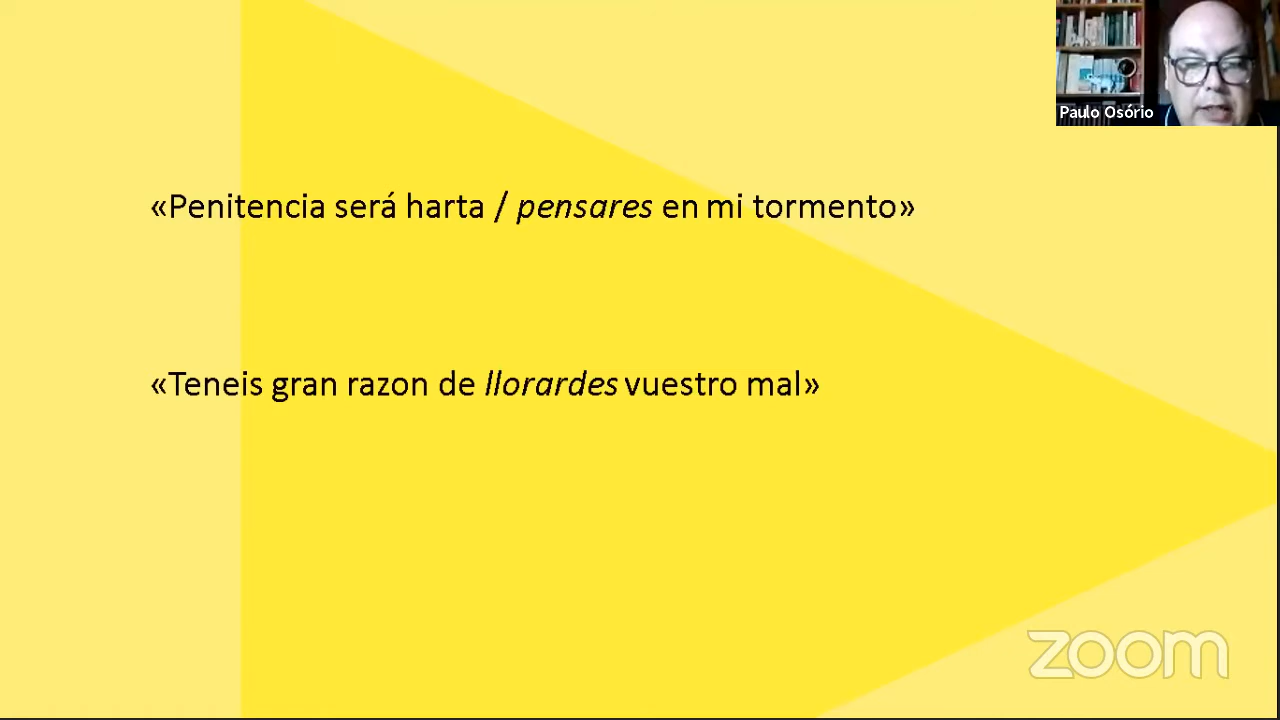 Paulo Osório
«Penitencia será harta / pensares en mi tormento»
«Teneis gran razon de llorardes vuestro mal»
zoom